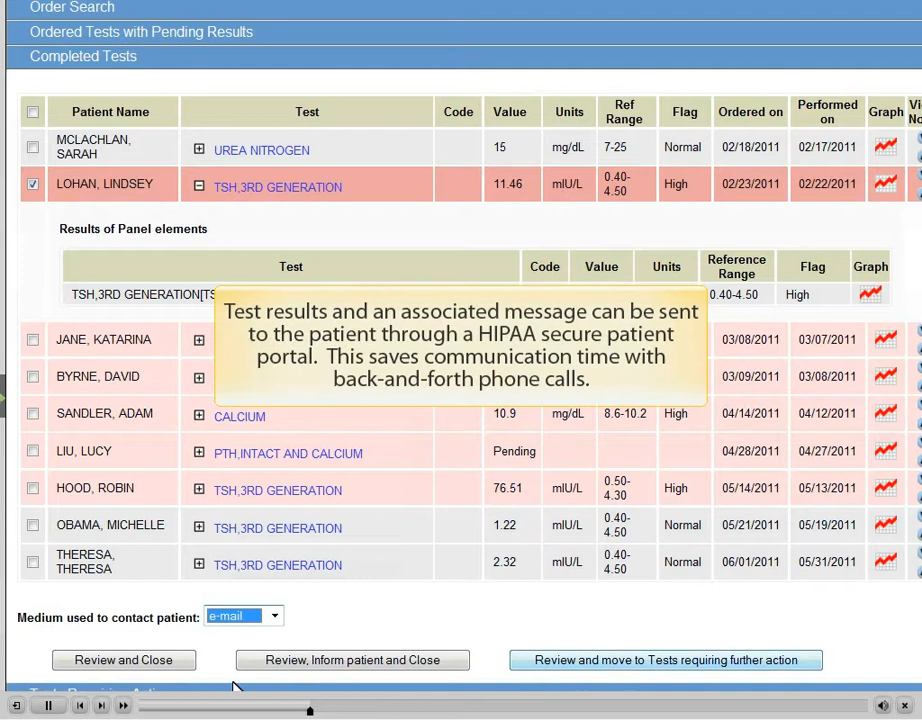 Order Search
Ordered Tests with Pending Results
Completed Tests
Patient Name Test Code Value Units Ref Range Flag Ordered on Performed on Graph
MCLACHLAN, SARAH UREA NITROGEN 15 mg/dL 7-25 Normal 02/18/2011 02/17/2011
LOHAN, LINDSEY TSH,3RD GENERATION 11.46 mIU/L 0.40-4.50 High 02/23/2011 02/22/2011
Results of Panel elements
Test Code Value Units Reference Range Flag Graph
TSH,3RD GENERATION[TS 0.40-4.50 High
Test results and an associated message can be sent
to the patient through a HIPAA secure patient
portal. This saves communication time with
back-and-forth phone calls.
JANE, KATARINA 03/08/2011 03/07/2011
BYRNE, DAVID 03/09/2011 03/08/2011
SANDLER, ADAM CALCIUM 10.9 mg/dL 8.6-10.2 High 04/14/2011 04/12/2011
LIU, LUCY PTH,INTACT AND CALCIUM Pending 04/28/2011 04/27/2011
HOOD, ROBIN TSH,3RD GENERATION 76.51 mIU/L 0.50-4.30 High 05/14/2011 05/13/2011
OBAMA, MICHELLE TSH,3RD GENERATION 1.22 mIU/L 0.40-4.50 Normal 05/21/2011 05/19/2011
THERESA, THERESA TSH,3RD GENERATION 2.32 mIU/L 0.40-4.50 Normal 06/01/2011 05/31/2011
Medium used to contact patient: e-mail
Review and Close Review, Inform patient and Close Review and move to Tests requiring further action